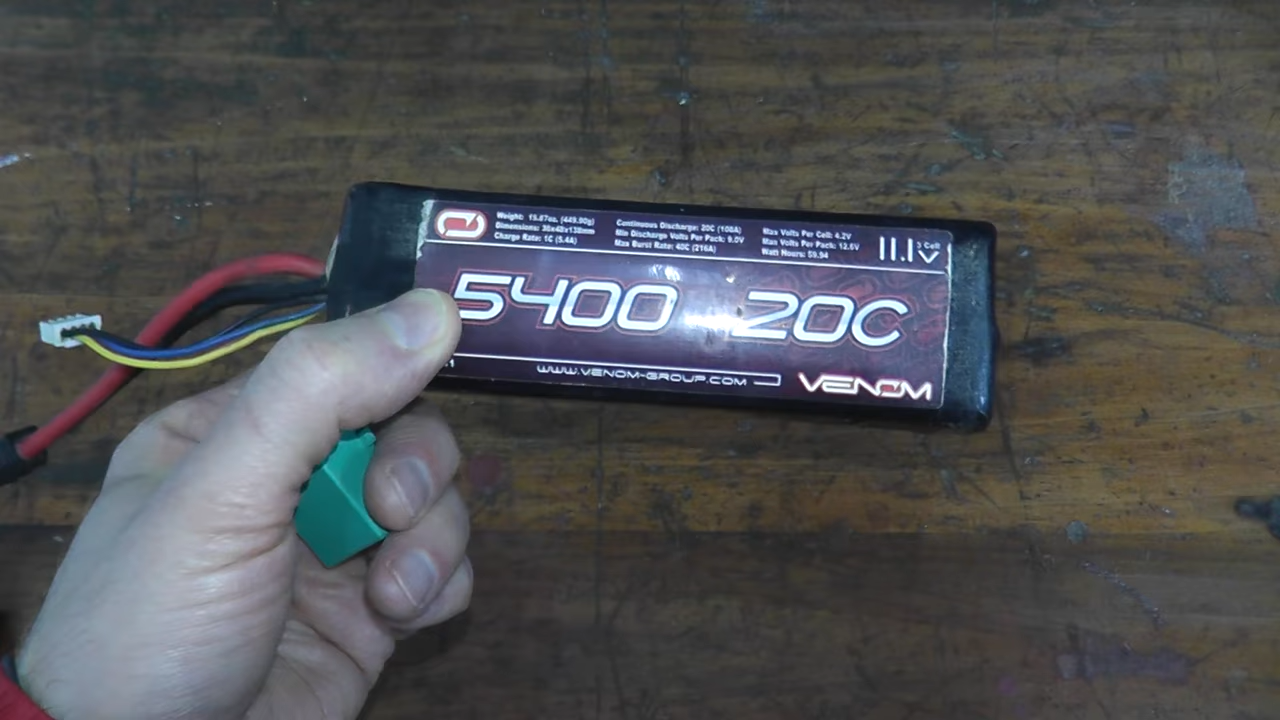 Weight: 15.87oz. (449.90g)
Dimensions: 30x48x138mm
Charge Rate: 1C (5.4A)
Continuous Discharge: 20C (108A)
Min Discharge Volts Per Pack: 9.0V
Max Burst Rate: 40C (216A)
Max Volts Per Cell: 4.2V
Max Volts Per Pack: 12.6V
Watt Hours: 59.94
11.1V
3 Cell
5400 20C
WWW.VENOM-GROUP.COM
VENOM